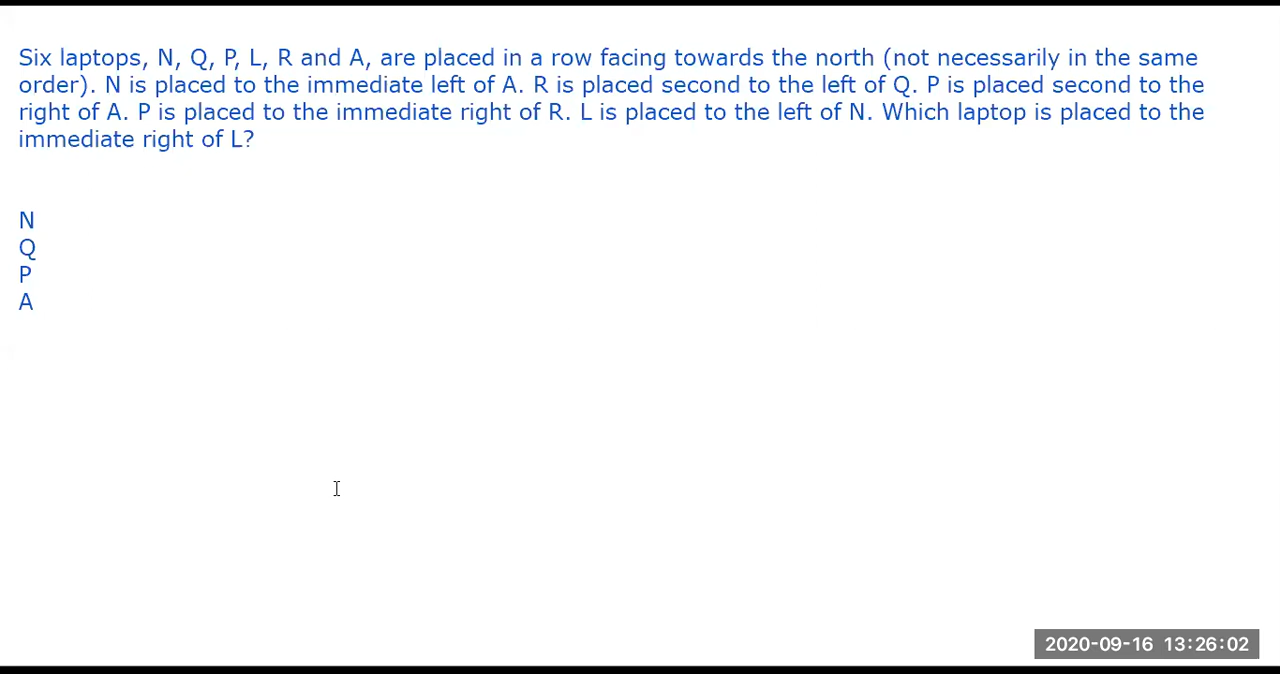 Six laptops, N, Q, P, L, R and A, are placed in a row facing towards the north (not necessarily in the same
order). N is placed to the immediate left of A. R is placed second to the left of Q. P is placed second to the
right of A. P is placed to the immediate right of R. L is placed to the left of N. Which laptop is placed to the
immediate right of L?
N
Q
P
A
2020-09-16 13:26:02